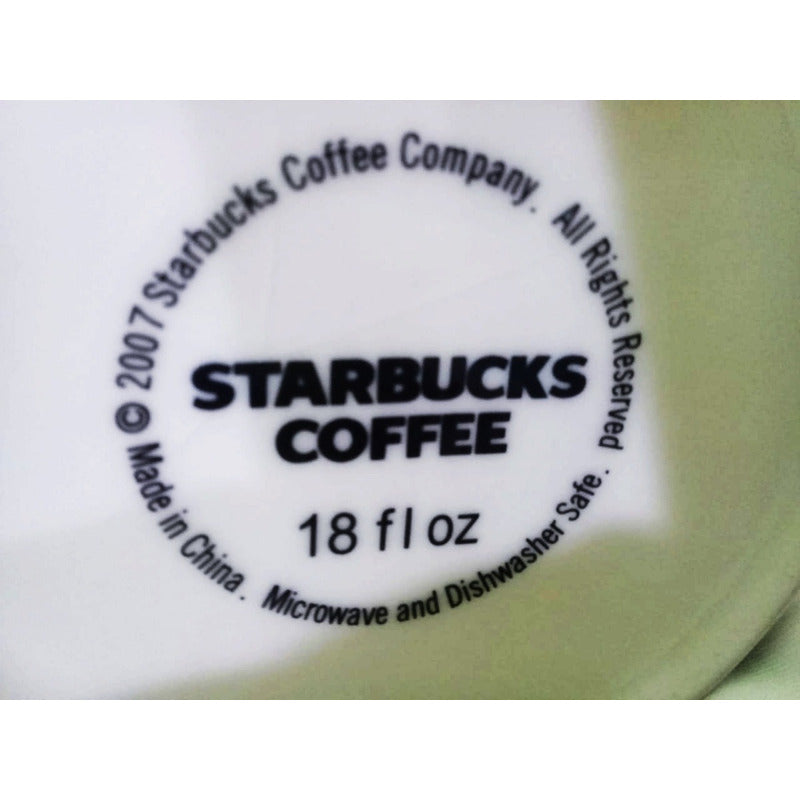 © 2007 Starbucks Coffee Company. All Rights Reserved
STARBUCKS
COFFEE
18 fl oz
Made in China. Microwave and Dishwasher Safe.